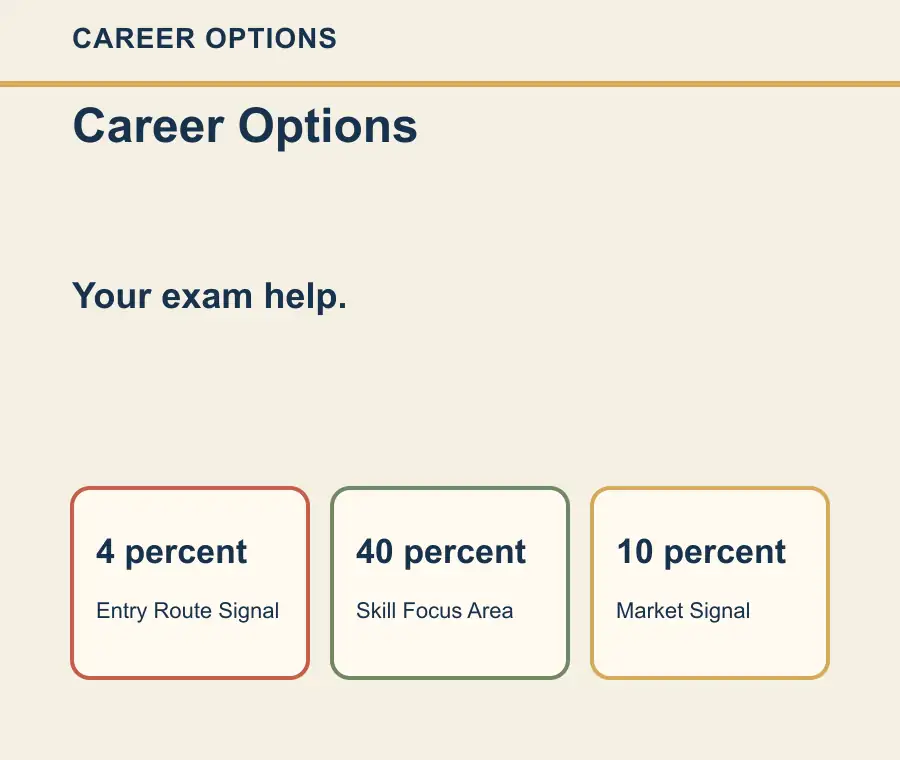 CAREER OPTIONS
Career Options
Your exam help.
4 percent
Entry Route Signal
40 percent
Skill Focus Area
10 percent
Market Signal